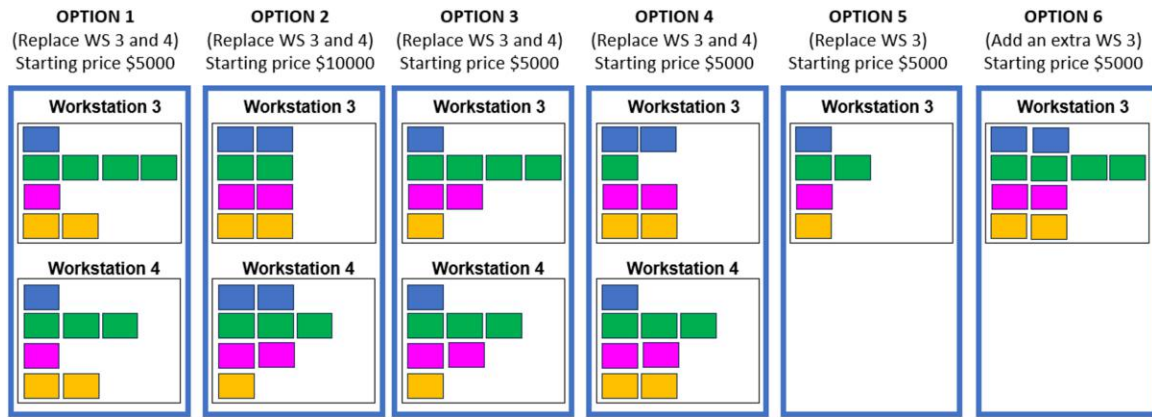 OPTION 1
(Replace WS 3 and 4)
Starting price $5000
Workstation 3
Workstation 4
OPTION 2
(Replace WS 3 and 4)
Starting price $10000
Workstation 3
Workstation 4
OPTION 3
(Replace WS 3 and 4)
Starting price $5000
Workstation 3
Workstation 4
OPTION 4
(Replace WS 3 and 4)
Starting price $5000
Workstation 3
Workstation 4
OPTION 5
(Replace WS 3)
Starting price $5000
Workstation 3
OPTION 6
(Add an extra WS 3)
Starting price $5000
Workstation 3